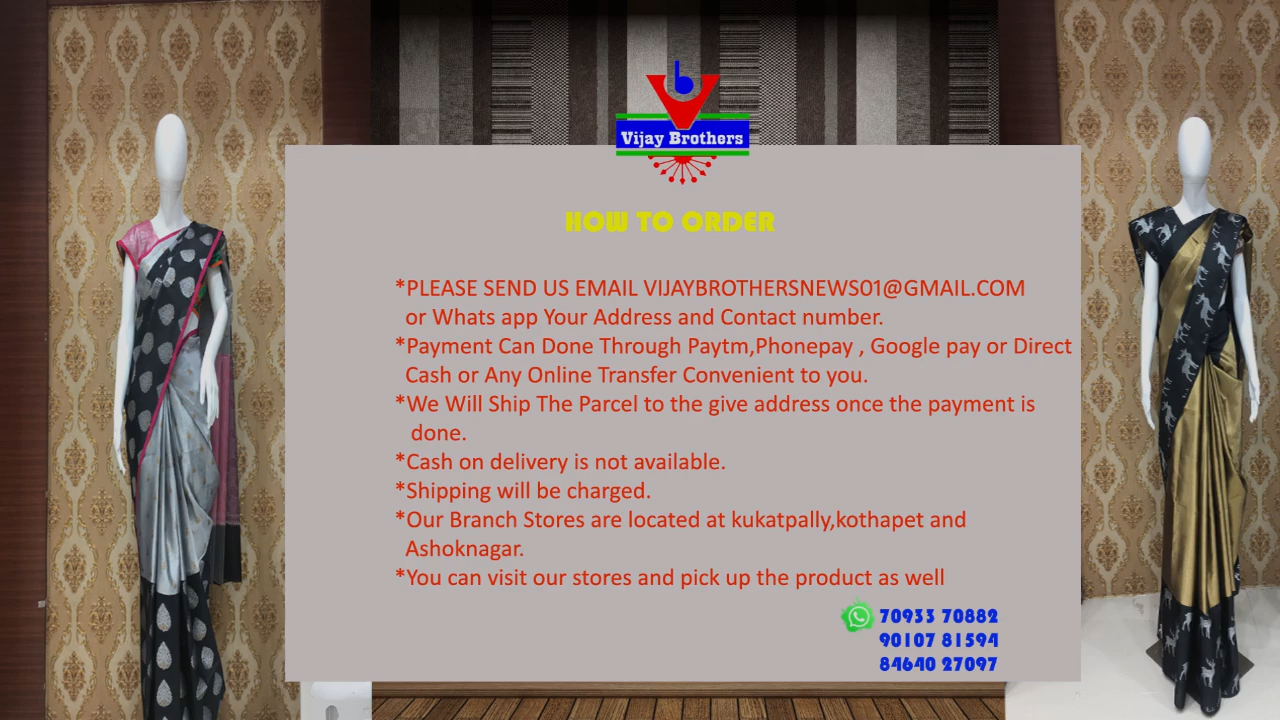 b
Vijay Brothers
HOW TO ORDER
*PLEASE SEND US EMAIL VIJAYBROTHERSNEWS01@GMAIL.COM
or Whats app Your Address and Contact number.
*Payment Can Done Through Paytm,Phonepay , Google pay or Direct
Cash or Any Online Transfer Convenient to you.
*We Will Ship The Parcel to the give address once the payment is
done.
*Cash on delivery is not available.
*Shipping will be charged.
*Our Branch Stores are located at kukatpally,kothapet and
Ashoknagar.
*You can visit our stores and pick up the product as well
70933 70882
90107 81594
84640 27097